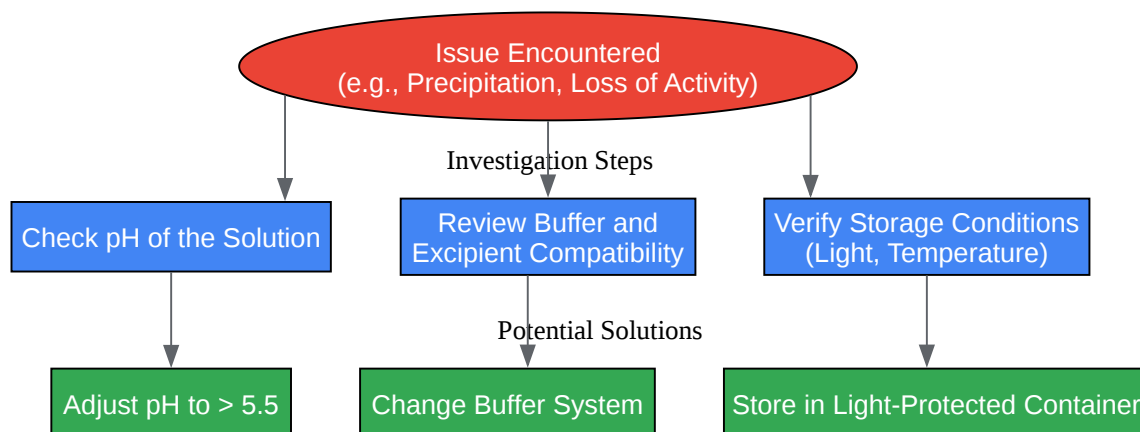 Issue Encountered
(e.g., Precipitation, Loss of Activity)
Investigation Steps
Check pH of the Solution
Review Buffer and
Excipient Compatibility
Verify Storage Conditions
(Light, Temperature)
Potential Solutions
Adjust pH to > 5.5
Change Buffer System
Store in Light-Protected Container